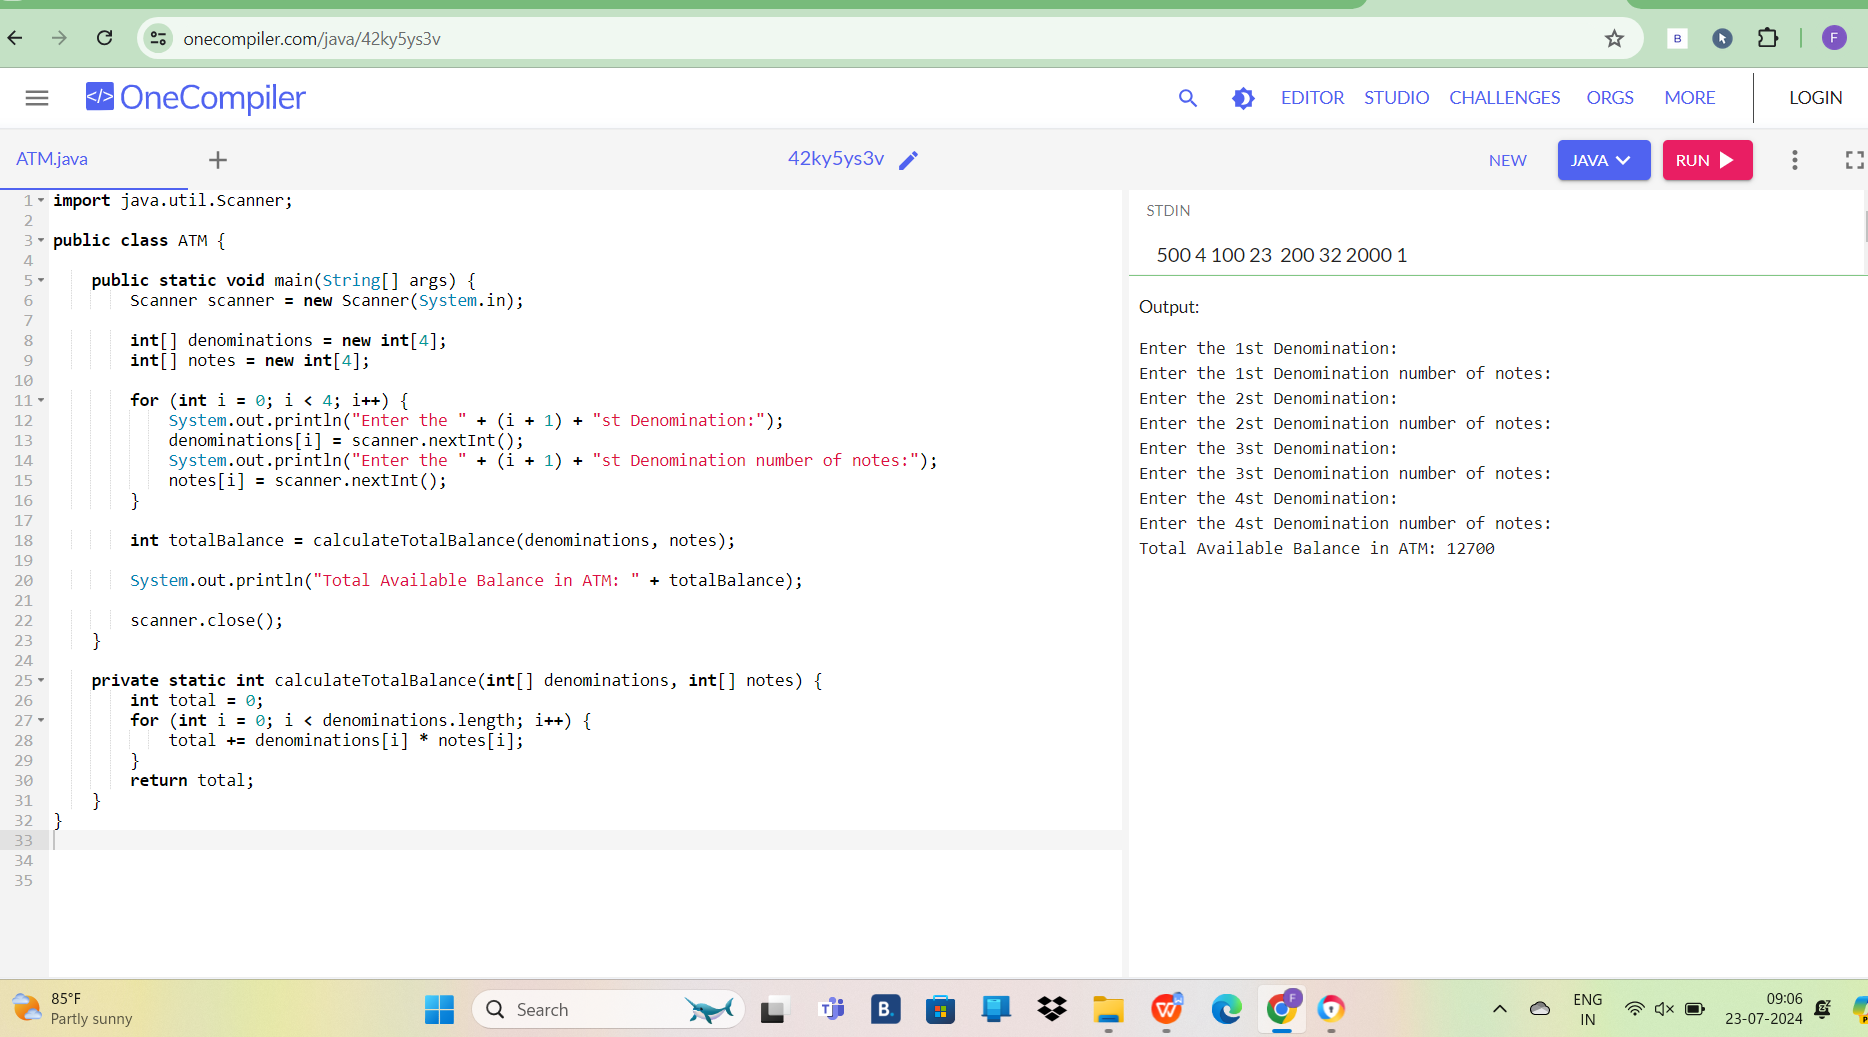 onecompiler.com/java/42ky5ys3v
B
F
</> OneCompiler
EDITOR STUDIO CHALLENGES ORGS MORE LOGIN
ATM.java
42ky5ys3v
NEW JAVA RUN
1 import java.util.Scanner;
2
3 public class ATM {
4
5     public static void main(String[] args) {
6         Scanner scanner = new Scanner(System.in);
7
8         int[] denominations = new int[4];
9         int[] notes = new int[4];
10
11         for (int i = 0; i < 4; i++) {
12             System.out.println("Enter the " + (i + 1) + "st Denomination:");
13             denominations[i] = scanner.nextInt();
14             System.out.println("Enter the " + (i + 1) + "st Denomination number of notes:");
15             notes[i] = scanner.nextInt();
16         }
17
18         int totalBalance = calculateTotalBalance(denominations, notes);
19
20         System.out.println("Total Available Balance in ATM: " + totalBalance);
21
22         scanner.close();
23     }
24
25     private static int calculateTotalBalance(int[] denominations, int[] notes) {
26         int total = 0;
27         for (int i = 0; i < denominations.length; i++) {
28             total += denominations[i] * notes[i];
29         }
30         return total;
31     }
32 }
33
34
35
STDIN
500 4 100 23  200 32 2000 1
Output:
Enter the 1st Denomination:
Enter the 1st Denomination number of notes:
Enter the 2st Denomination:
Enter the 2st Denomination number of notes:
Enter the 3st Denomination:
Enter the 3st Denomination number of notes:
Enter the 4st Denomination:
Enter the 4st Denomination number of notes:
Total Available Balance in ATM: 12700
85°F
Partly sunny
Search
B.
F
ENG
IN
09:06
23-07-2024